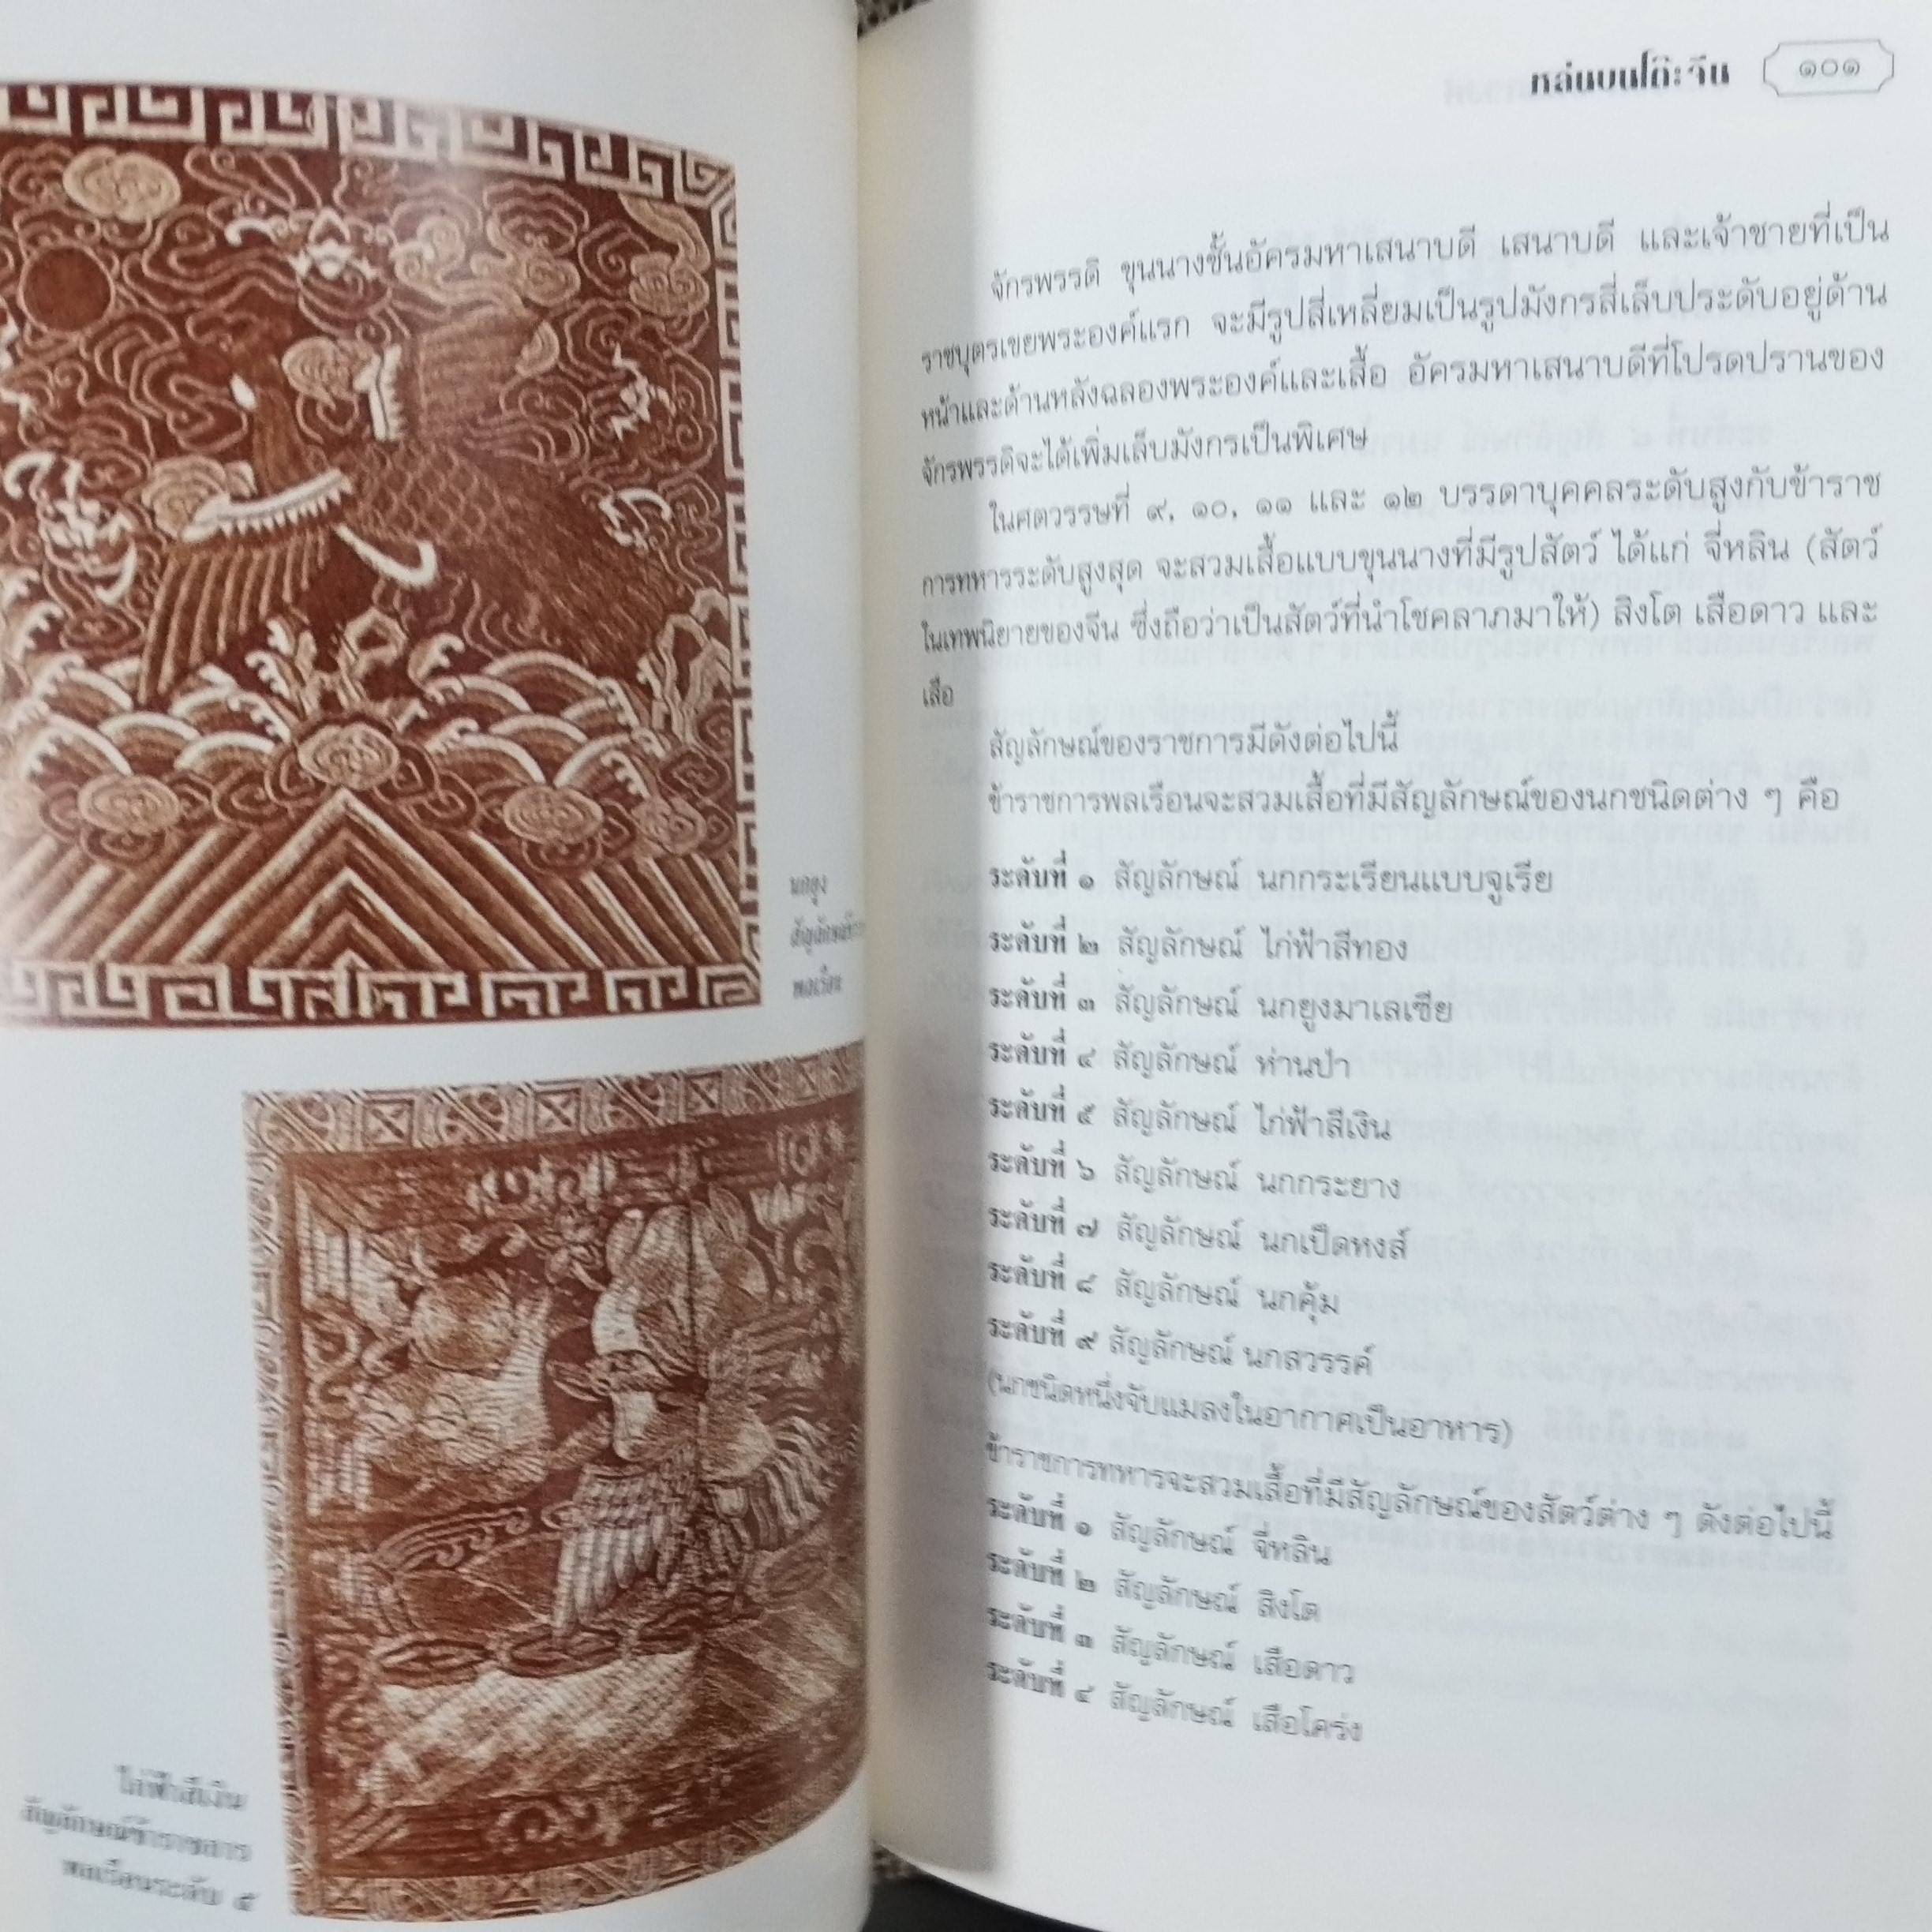 นกยูง
พลเรือน
ไก่ฟ้าสีเงิน
สัญลักษณ์ข้าราชการ
พลเรือนระดับ ๕
หล่นบนโต๊ะจีน ๑๐๑
จักรพรรดิ ขุนนางชั้นอัครมหาเสนาบดี เสนาบดี และเจ้าชายที่เป็น
ราชบุตรเขยพระองค์แรก จะมีรูปสี่เหลี่ยมเป็นรูปมังกรสี่เล็บประดับอยู่ด้าน
หน้าและด้านหลังฉลองพระองค์และเสื้อ อัครมหาเสนาบดีที่โปรดปรานของ
จักรพรรดิจะได้เพิ่มเล็บมังกรเป็นพิเศษ
ในศตวรรษที่ ๙, ๑๐, ๑๑ และ ๑๒ บรรดาบุคคลระดับสูงกับข้าราช
การทหารระดับสูงสุด จะสวมเสื้อแบบขุนนางที่มีรูปสัตว์ ได้แก่ จี่หลิน (สัตว์
ในเทพนิยายของจีน ซึ่งถือว่าเป็นสัตว์ที่นำโชคลาภมาให้) สิงโต เสือดาว และ
เสือ
สัญลักษณ์ของราชการมีดังต่อไปนี้
ข้าราชการพลเรือนจะสวมเสื้อที่มีสัญลักษณ์ของนกชนิดต่าง ๆ คือ
ระดับที่ ๑ สัญลักษณ์ นกกระเรียนแบบจูเรีย
ระดับที่ ๒ สัญลักษณ์ ไก่ฟ้าสีทอง
ระดับที่ ๓ สัญลักษณ์ นกยูงมาเลเซีย
ระดับที่ ๔ สัญลักษณ์ ห่านป่า
ระดับที่ ๕ สัญลักษณ์ ไก่ฟ้าสีเงิน
ระดับที่ ๖ สัญลักษณ์ นกกระยาง
ระดับที่ ๗ สัญลักษณ์ นกเป็ดหงส์
ระดับที่ ๘ สัญลักษณ์ นกคุ้ม
ระดับที่ ๙ สัญลักษณ์ นกสวรรค์
(นกชนิดหนึ่งจับแมลงในอากาศเป็นอาหาร)
ข้าราชการทหารจะสวมเสื้อที่มีสัญลักษณ์ของสัตว์ต่าง ๆ ดังต่อไปนี้
ระดับที่ ๑ สัญลักษณ์ จี่หลิน
ระดับที่ ๒ สัญลักษณ์ สิงโต
ระดับที่ ๓ สัญลักษณ์ เสือดาว
ระดับที่ ๔ สัญลักษณ์ เสือโคร่ง